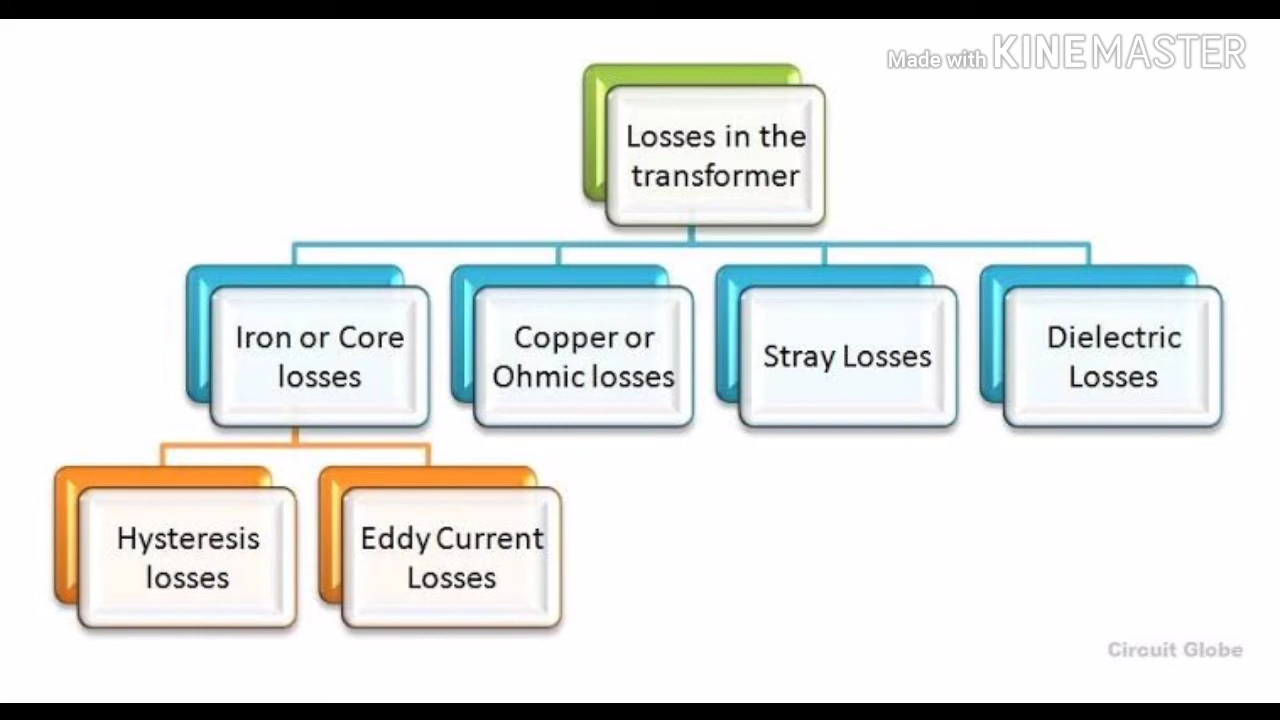 Made with KINEMASTER
Losses in the
transformer
Iron or Core
losses
Copper or
Ohmic losses
Stray Losses
Dielectric
Losses
Hysteresis
losses
Eddy Current
Losses
Circuit Globe